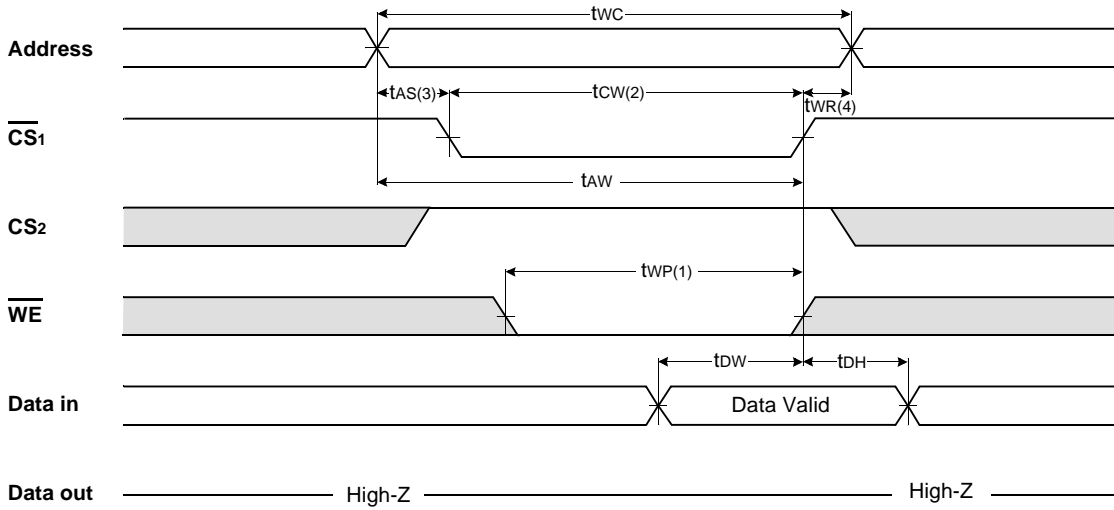 tWC
Address
tAS(3) tCW(2) tWR(4)
CS1
tAW
CS2
tWP(1)
WE
tDW tDH
Data in Data Valid
Data out High-Z High-Z